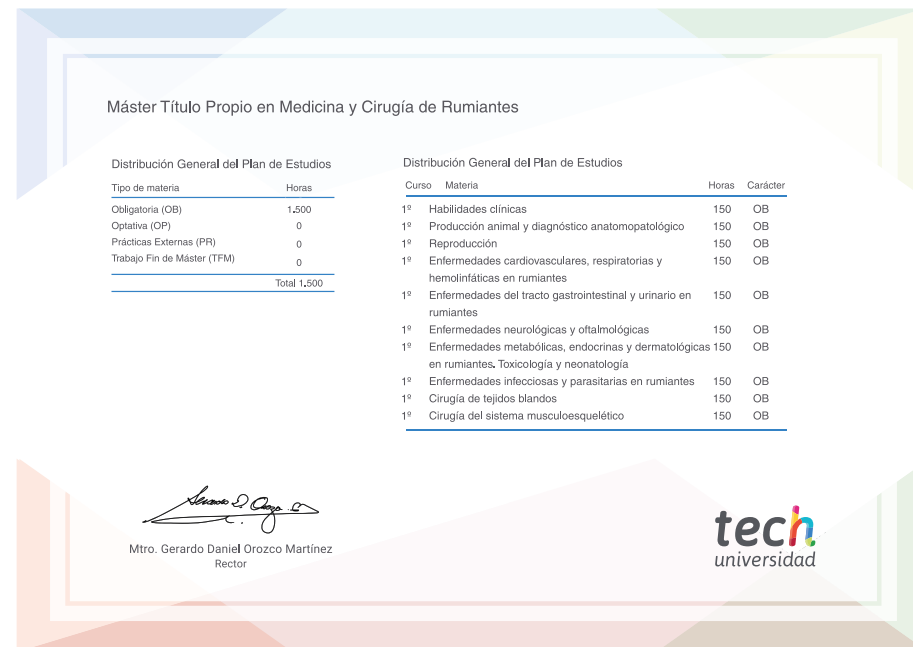 Máster Título Propio en Medicina y Cirugía de Rumiantes
Distribución General del Plan de Estudios
Tipo de materia Horas
Obligatoria (OB) 1.500
Optativa (OP) 0
Prácticas Externas (PR) 0
Trabajo Fin de Máster (TFM) 0
Total 1.500
Distribución General del Plan de Estudios
Curso Materia Horas Carácter
1º Habilidades clínicas 150 OB
1º Producción animal y diagnóstico anatomopatológico 150 OB
1º Reproducción 150 OB
1º Enfermedades cardiovasculares, respiratorias y 150 OB
hemolinfáticas en rumiantes
1º Enfermedades del tracto gastrointestinal y urinario en 150 OB
rumiantes
1º Enfermedades neurológicas y oftalmológicas 150 OB
1º Enfermedades metabólicas, endocrinas y dermatológicas 150 OB
en rumiantes. Toxicología y neonatología
1º Enfermedades infecciosas y parasitarias en rumiantes 150 OB
1º Cirugía de tejidos blandos 150 OB
1º Cirugía del sistema musculoesquelético 150 OB
Mtro. Gerardo Daniel Orozco Martínez
Rector
tech
universidad